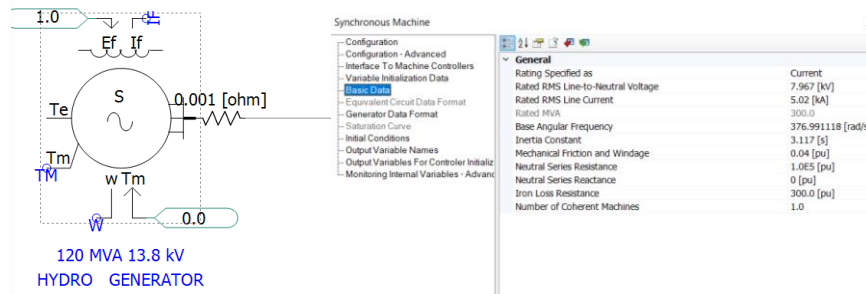 1.0
IF
Ef If
S
Te
0.001 [ohm]
Tm
TM
w Tm
W
0.0
120 MVA 13.8 kV
HYDRO GENERATOR
Synchronous Machine
Configuration
Configuration - Advanced
Interface To Machine Controllers
Variable Initialization Data
Basic Data
Equivalent Circuit Data Format
Generator Data Format
Saturation Curve
Initial Conditions
Output Variable Names
Output Variables For Controler Initializ
Monitoring Internal Variables - Advanc
General
Rating Specified as Current
Rated RMS Line-to-Neutral Voltage 7.967 [kV]
Rated RMS Line Current 5.02 [kA]
Rated MVA 300.0
Base Angular Frequency 376.991118 [rad/s
Inertia Constant 3.117 [s]
Mechanical Friction and Windage 0.04 [pu]
Neutral Series Resistance 1.0E5 [pu]
Neutral Series Reactance 0 [pu]
Iron Loss Resistance 300.0 [pu]
Number of Coherent Machines 1.0